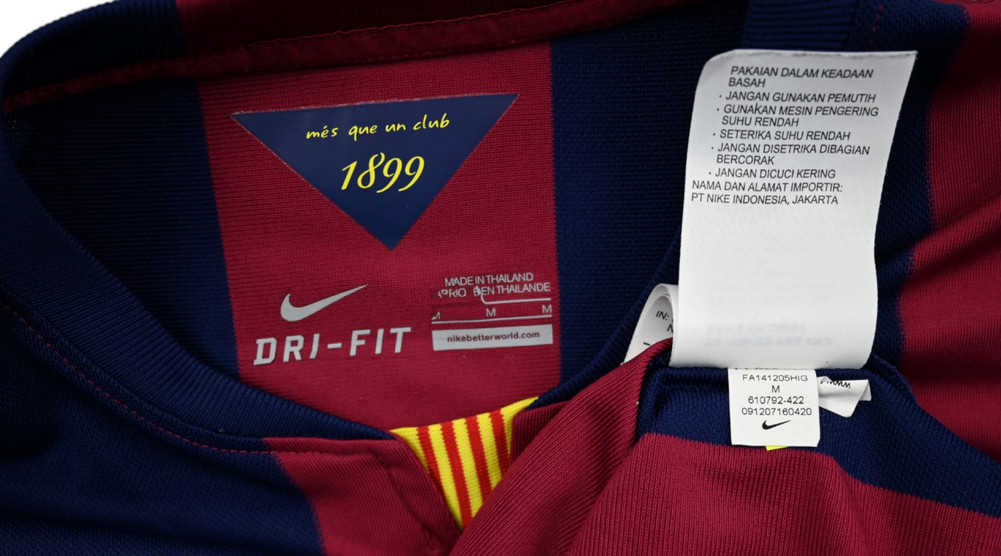 més que un club
1899
DRI-FIT
MADE IN THAILAND
M M M
nikebetterworld.com
PAKAIAN DALAM KEADAAN
BASAH
· JANGAN GUNAKAN PEMUTIH
· GUNAKAN MESIN PENGERING
SUHU RENDAH
· SETERIKA SUHU RENDAH
· JANGAN DISETRIKA DIBAGIAN
BERCORAK
· JANGAN DICUCI KERING
NAMA DAN ALAMAT IMPORTIR:
PT NIKE INDONESIA, JAKARTA
IN:
FA141205HIG
M
610792-422
091207160420